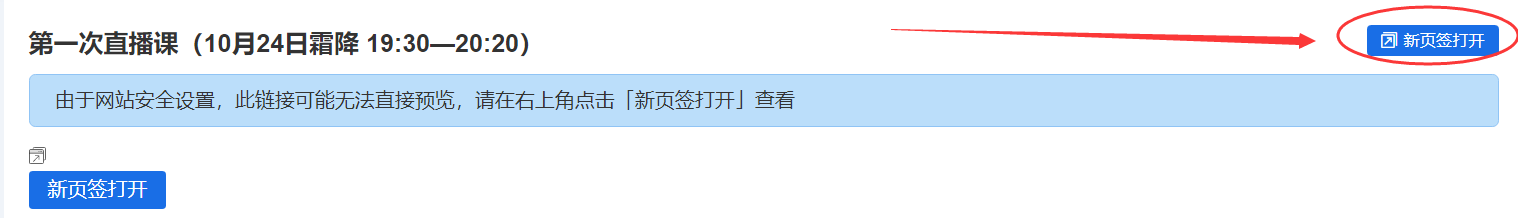 第一次直播课（10月24日霜降 19:30—20:20）
新页签打开
由于网站安全设置，此链接可能无法直接预览，请在右上角点击「新页签打开」查看
新页签打开